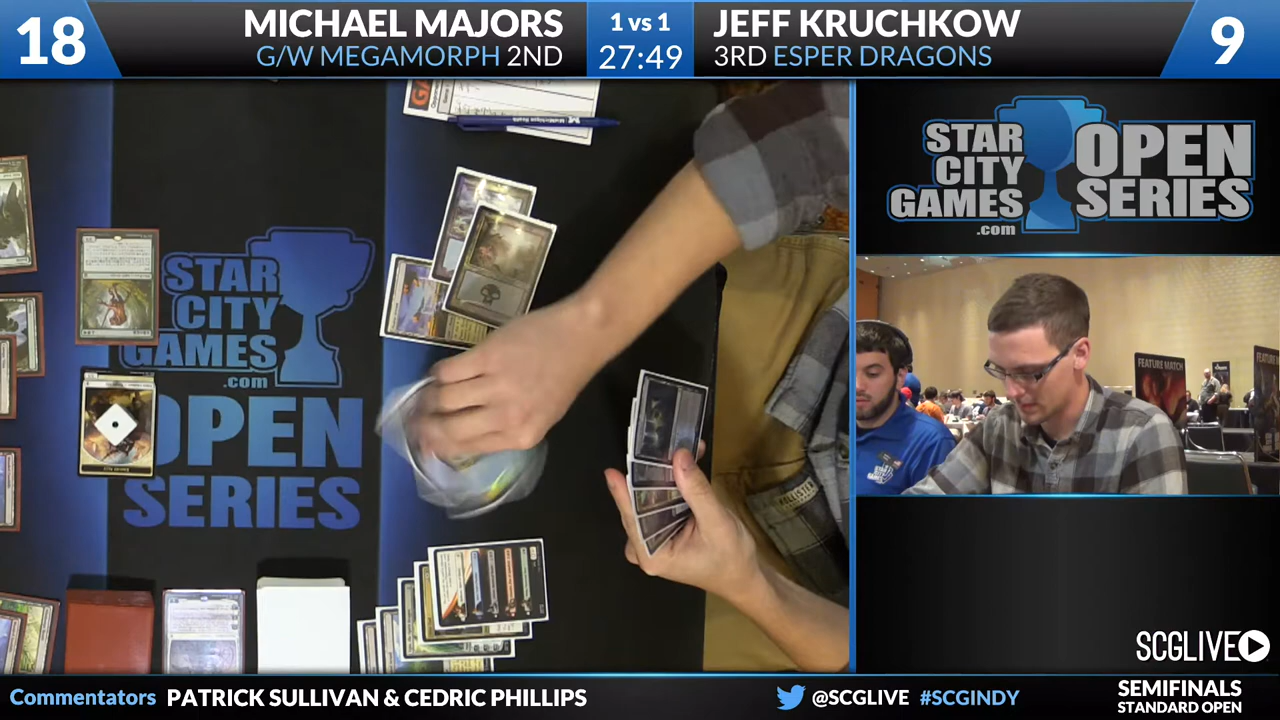 18
MICHAEL MAJORS
G/W MEGAMORPH 2ND
1 vs 1
27:49
JEFF KRUCHKOW
3RD ESPER DRAGONS
9
STAR
CITY
GAMES
.com
OPEN
SERIES
STAR
CITY
GAMES
.com
OPEN
SERIES
FEATURE MATCH
SCGLIVE
Commentators PATRICK SULLIVAN & CEDRIC PHILLIPS
@SCGLIVE #SCGINDY
SEMIFINALS
STANDARD OPEN